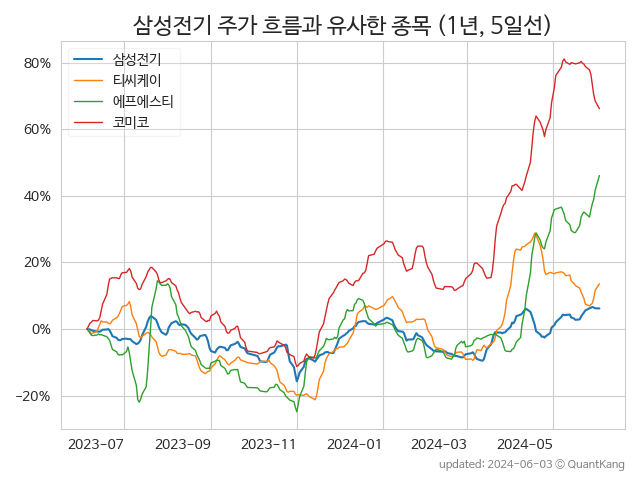 삼성전기 주가 흐름과 유사한 종목 (1년, 5일선)
삼성전기
티씨케이
에프에스티
코미코
80%
60%
40%
20%
0%
−20%
2023-07
2023-09
2023-11
2024-01
2024-03
2024-05
updated: 2024-06-03 © QuantKang